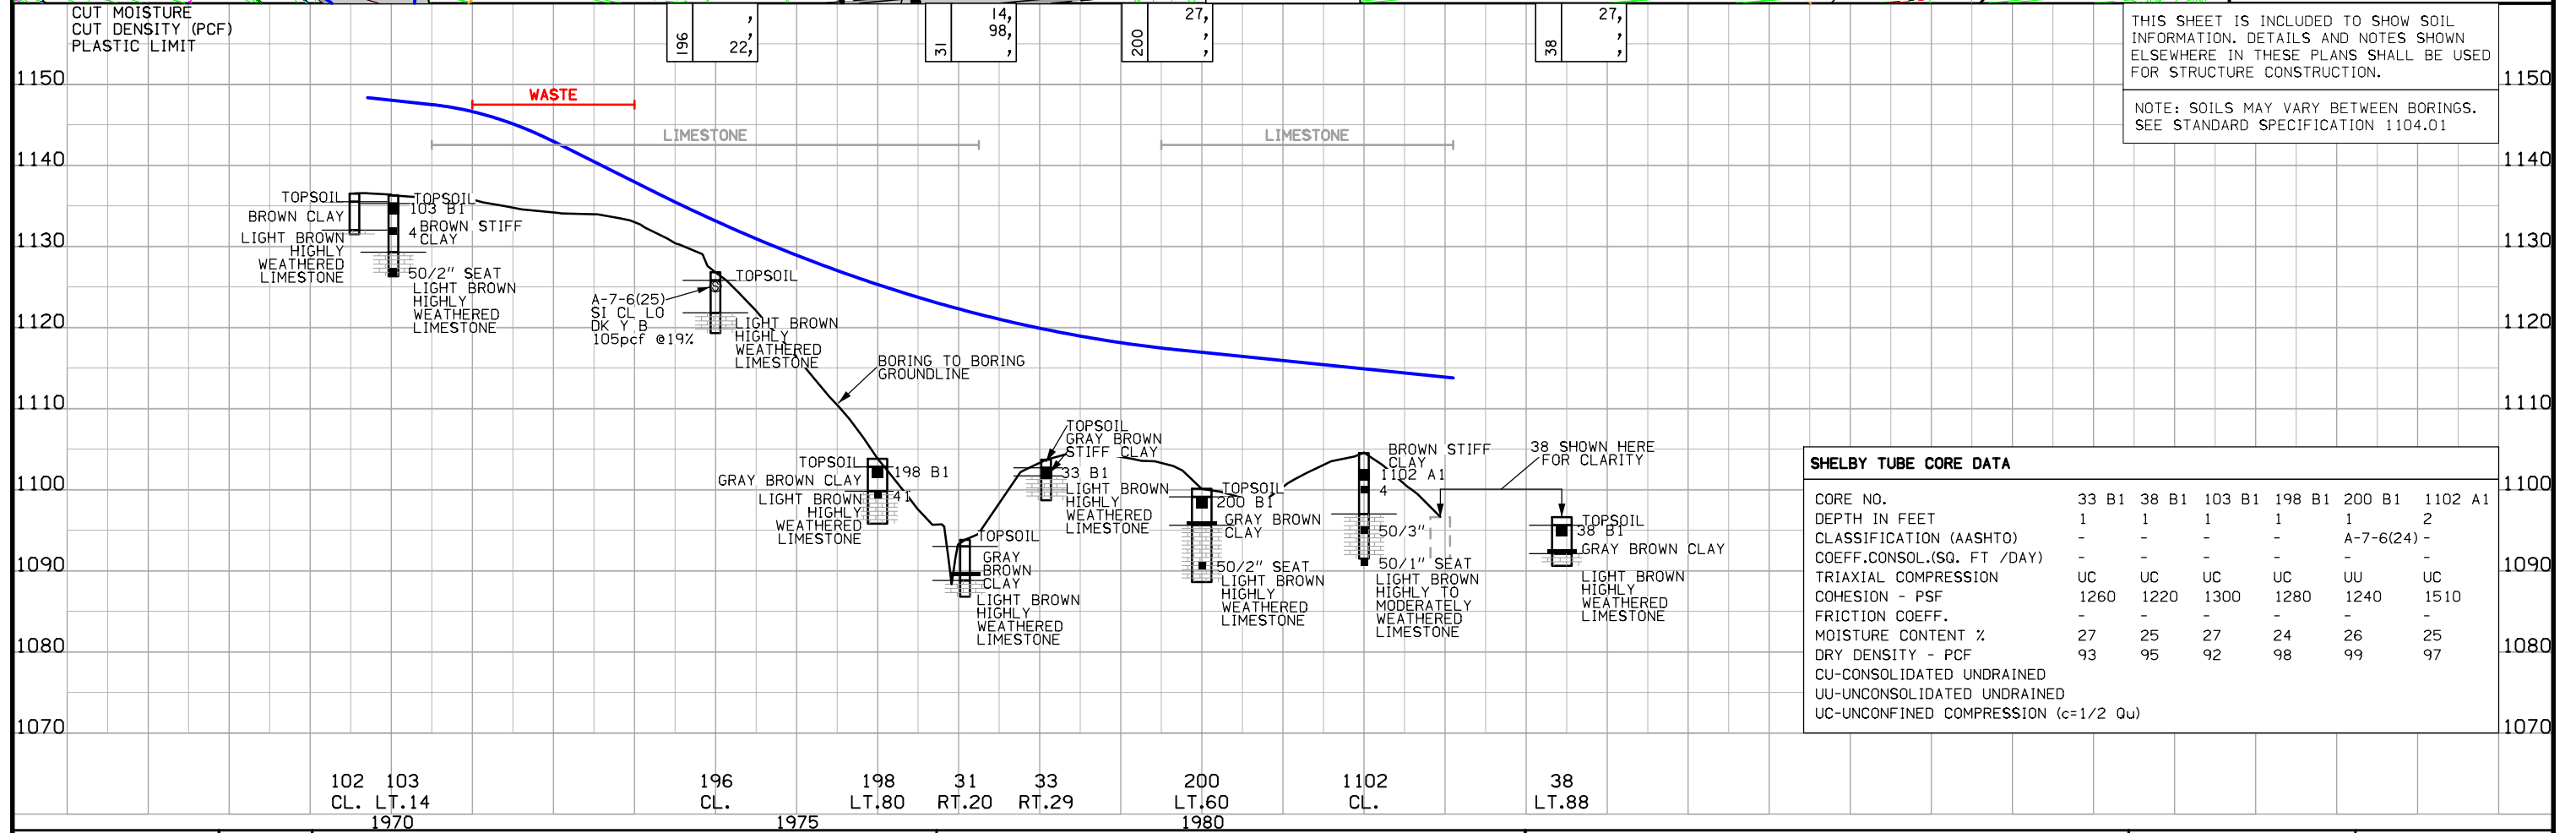 CUT MOISTURE
CUT DENSITY (PCF)
PLASTIC LIMIT
196
,
,
22,
31
14,
98,
,
200
27,
,
,
38
27,
,
,
THIS SHEET IS INCLUDED TO SHOW SOIL
INFORMATION. DETAILS AND NOTES SHOWN
ELSEWHERE IN THESE PLANS SHALL BE USED
FOR STRUCTURE CONSTRUCTION.
NOTE: SOILS MAY VARY BETWEEN BORINGS.
SEE STANDARD SPECIFICATION 1104.01
1150
1140
1130
1120
1110
1100
1090
1080
1070
1150
1140
1130
1120
1110
1100
1090
1080
1070
WASTE
LIMESTONE
LIMESTONE
TOPSOIL
BROWN CLAY
LIGHT BROWN
HIGHLY
WEATHERED
LIMESTONE
TOPSOIL
103 B1
4
BROWN STIFF
CLAY
50/2" SEAT
LIGHT BROWN
HIGHLY
WEATHERED
LIMESTONE
TOPSOIL
S
A-7-6(25)
SI CL LO
DK Y B
105pcf @19%
LIGHT BROWN
HIGHLY
WEATHERED
LIMESTONE
BORING TO BORING
GROUNDLINE
TOPSOIL
198 B1
GRAY BROWN CLAY
41
LIGHT BROWN
HIGHLY
WEATHERED
LIMESTONE
TOPSOIL
GRAY
BROWN
CLAY
LIGHT BROWN
HIGHLY
WEATHERED
LIMESTONE
TOPSOIL
GRAY BROWN
STIFF CLAY
33 B1
LIGHT BROWN
HIGHLY
WEATHERED
LIMESTONE
TOPSOIL
200 B1
GRAY BROWN
CLAY
50/2" SEAT
LIGHT BROWN
HIGHLY
WEATHERED
LIMESTONE
BROWN STIFF
CLAY
1102 A1
4
50/3"
50/1" SEAT
LIGHT BROWN
HIGHLY TO
MODERATELY
WEATHERED
LIMESTONE
38 SHOWN HERE
FOR CLARITY
TOPSOIL
38 B1
GRAY BROWN CLAY
LIGHT BROWN
HIGHLY
WEATHERED
LIMESTONE
SHELBY TUBE CORE DATA
CORE NO. 33 B1 38 B1 103 B1 198 B1 200 B1 1102 A1
DEPTH IN FEET 1 1 1 1 1 2
CLASSIFICATION (AASHTO) - - - - A-7-6(24) -
COEFF.CONSOL.(SQ. FT /DAY) - - - - - -
TRIAXIAL COMPRESSION UC UC UC UC UU UC
COHESION - PSF 1260 1220 1300 1280 1240 1510
FRICTION COEFF. - - - - - -
MOISTURE CONTENT % 27 25 27 24 26 25
DRY DENSITY - PCF 93 95 92 98 99 97
CU-CONSOLIDATED UNDRAINED
UU-UNCONSOLIDATED UNDRAINED
UC-UNCONFINED COMPRESSION (c=1/2 Qu)
102 103 196 198 31 33 200 1102 38
CL. LT.14 CL. LT.80 RT.20 RT.29 LT.60 CL. LT.88
1970 1975 1980